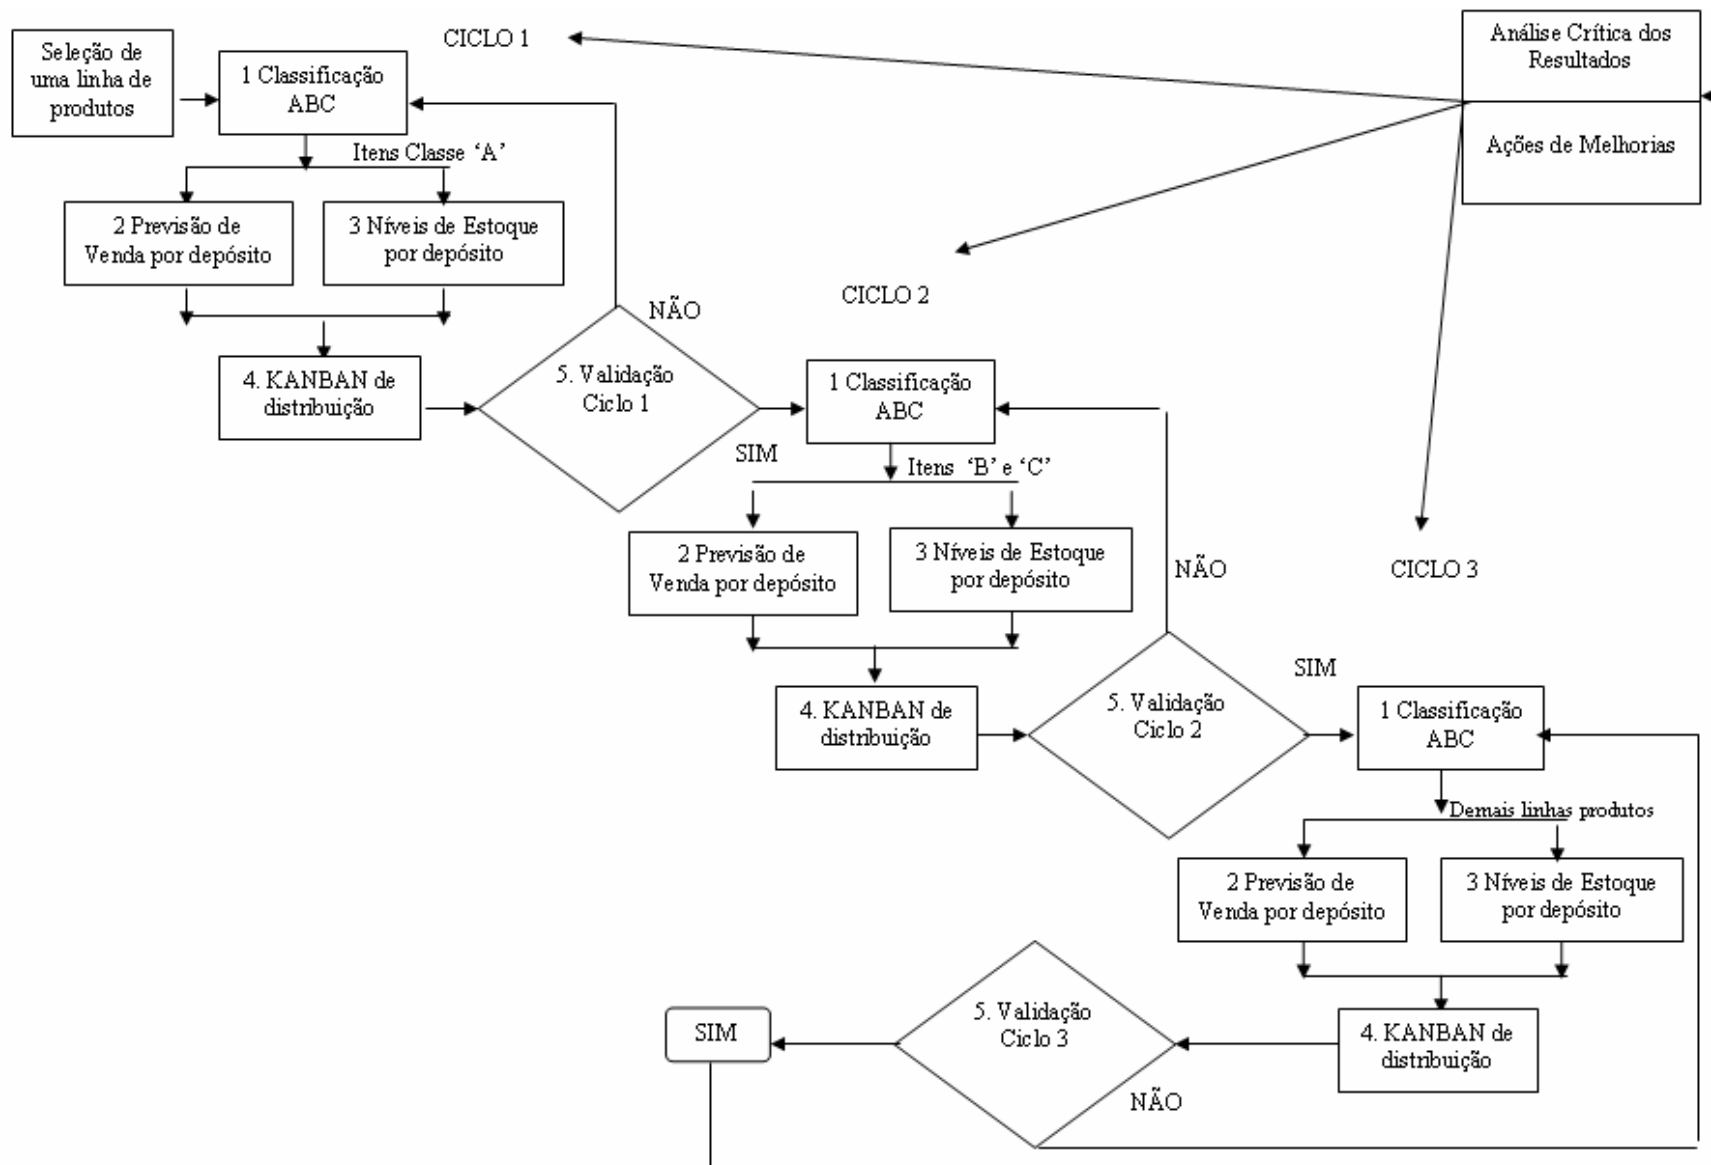 Seleção de
uma linha de
produtos
CICLO 1
1 Classificação
ABC
Análise Crítica dos
Resultados
Ações de Melhorias
Itens Classe ‘A’
2 Previsão de
Venda por depósito
3 Níveis de Estoque
por depósito
NÃO
4. KANBAN de
distribuição
5. Validação
Ciclo 1
SIM
CICLO 2
1 Classificação
ABC
Itens ‘B’ e ‘C’
2 Previsão de
Venda por depósito
3 Níveis de Estoque
por depósito
NÃO
4. KANBAN de
distribuição
5. Validação
Ciclo 2
SIM
CICLO 3
1 Classificação
ABC
Demais linhas produtos
2 Previsão de
Venda por depósito
3 Níveis de Estoque
por depósito
4. KANBAN de
distribuição
5. Validação
Ciclo 3
NÃO
SIM